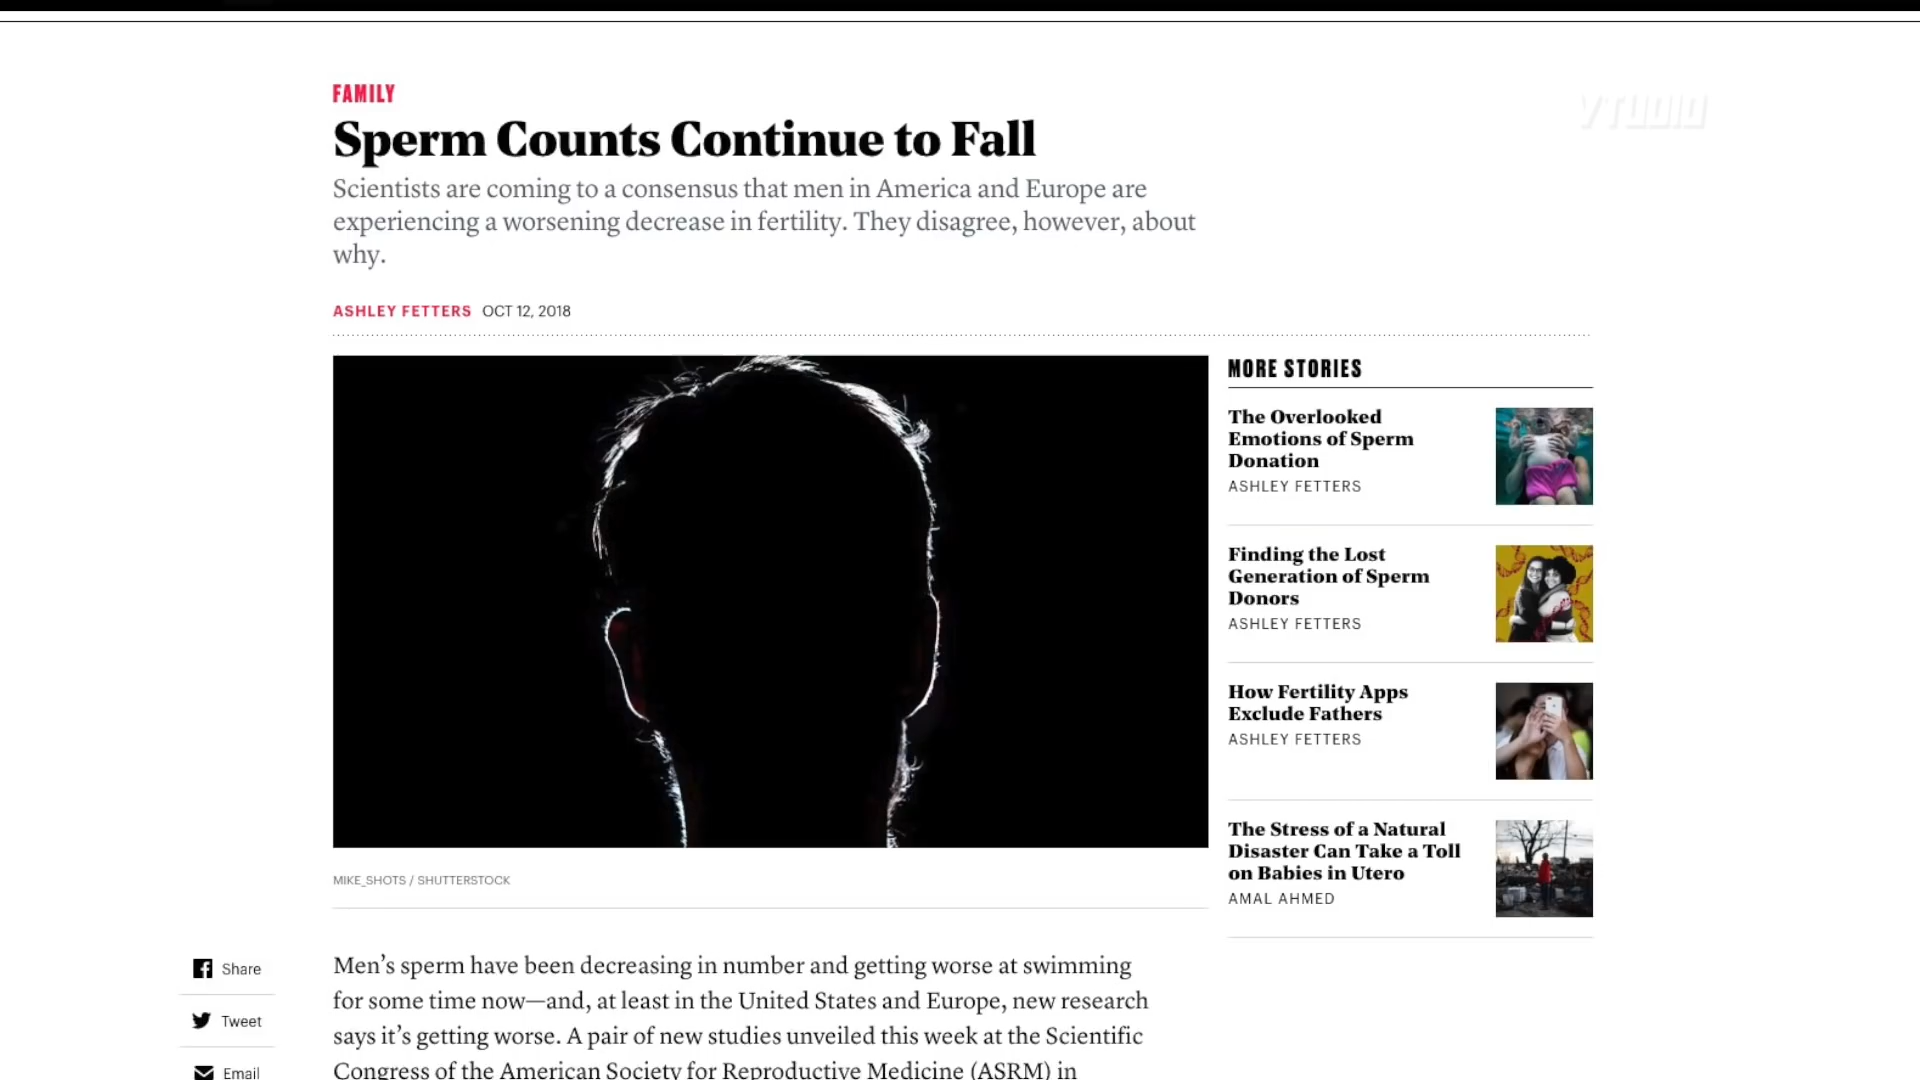 FAMILY
Sperm Counts Continue to Fall
Scientists are coming to a consensus that men in America and Europe are
experiencing a worsening decrease in fertility. They disagree, however, about
why.
ASHLEY FETTERS OCT 12, 2018
VTUDIO
MIKE_SHOTS / SHUTTERSTOCK
MORE STORIES
The Overlooked
Emotions of Sperm
Donation
ASHLEY FETTERS
Finding the Lost
Generation of Sperm
Donors
ASHLEY FETTERS
How Fertility Apps
Exclude Fathers
ASHLEY FETTERS
The Stress of a Natural
Disaster Can Take a Toll
on Babies in Utero
AMAL AHMED
Share
Tweet
Email
Men’s sperm have been decreasing in number and getting worse at swimming
for some time now—and, at least in the United States and Europe, new research
says it’s getting worse. A pair of new studies unveiled this week at the Scientific
Congress of the American Society for Reproductive Medicine (ASRM) in